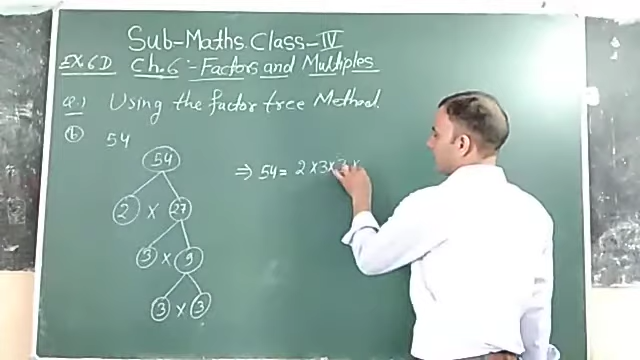 Sub-Maths. Class-IV
EX 6D Ch.6:- Factors and Multiples
Q.1) Using the factor tree Method.
(b) 54
54
⇒ 54 = 2 × 3 × 3 ×
2 × 27
3 × 9
3 × 3